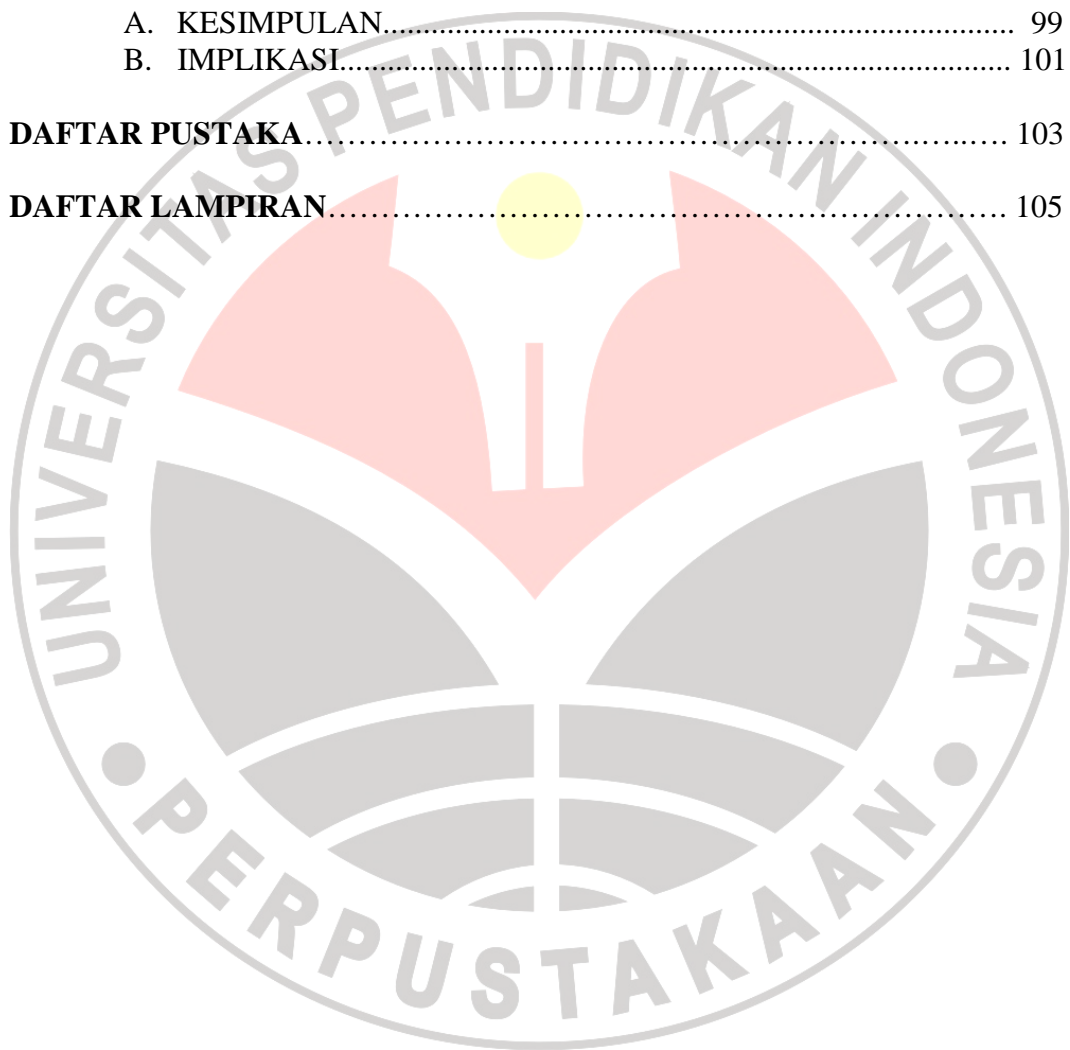 A. KESIMPULAN........................................................................................ 99
B. IMPLIKASI.............................................................................................. 101
DAFTAR PUSTAKA……………………………………………………………………..…. 103
DAFTAR LAMPIRAN………………………………………………………………………. 105
UNIVERSITAS PENDIDIKAN INDONESIA
PERPUSTAKAAN